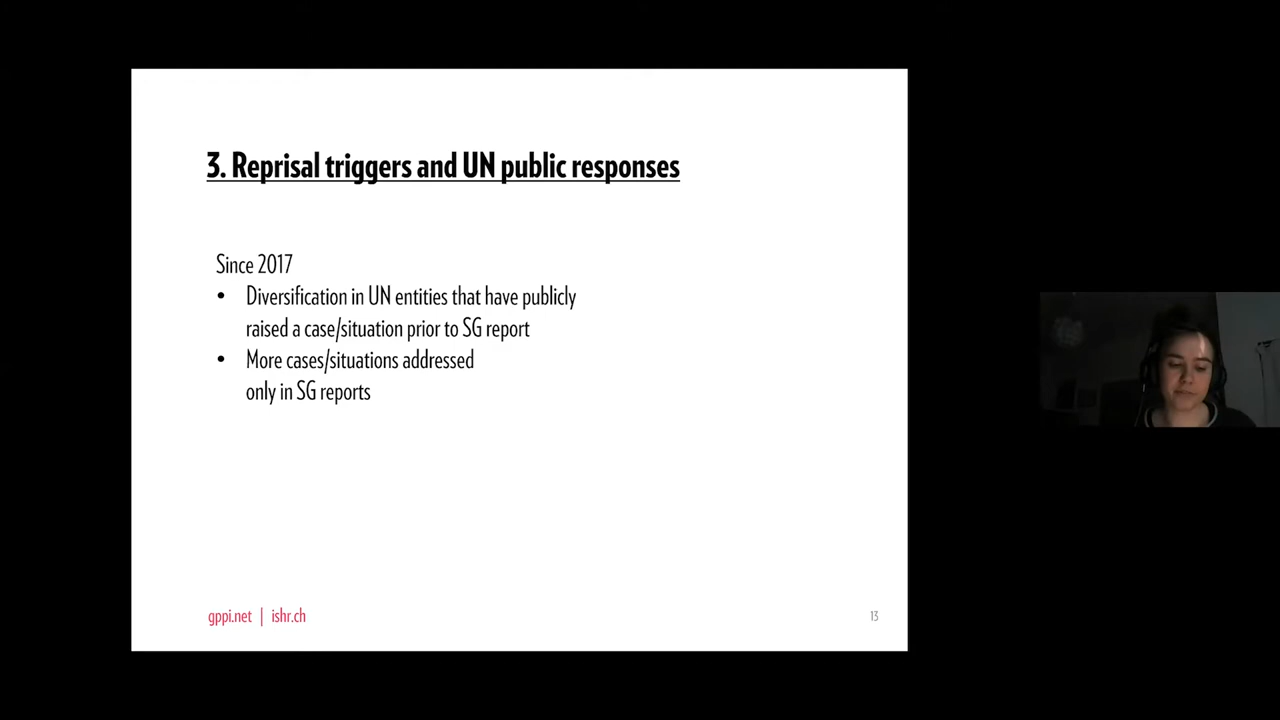 3. Reprisal triggers and UN public responses
Since 2017
• Diversification in UN entities that have publicly
raised a case/situation prior to SG report
• More cases/situations addressed
only in SG reports
gppi.net | ishr.ch
13